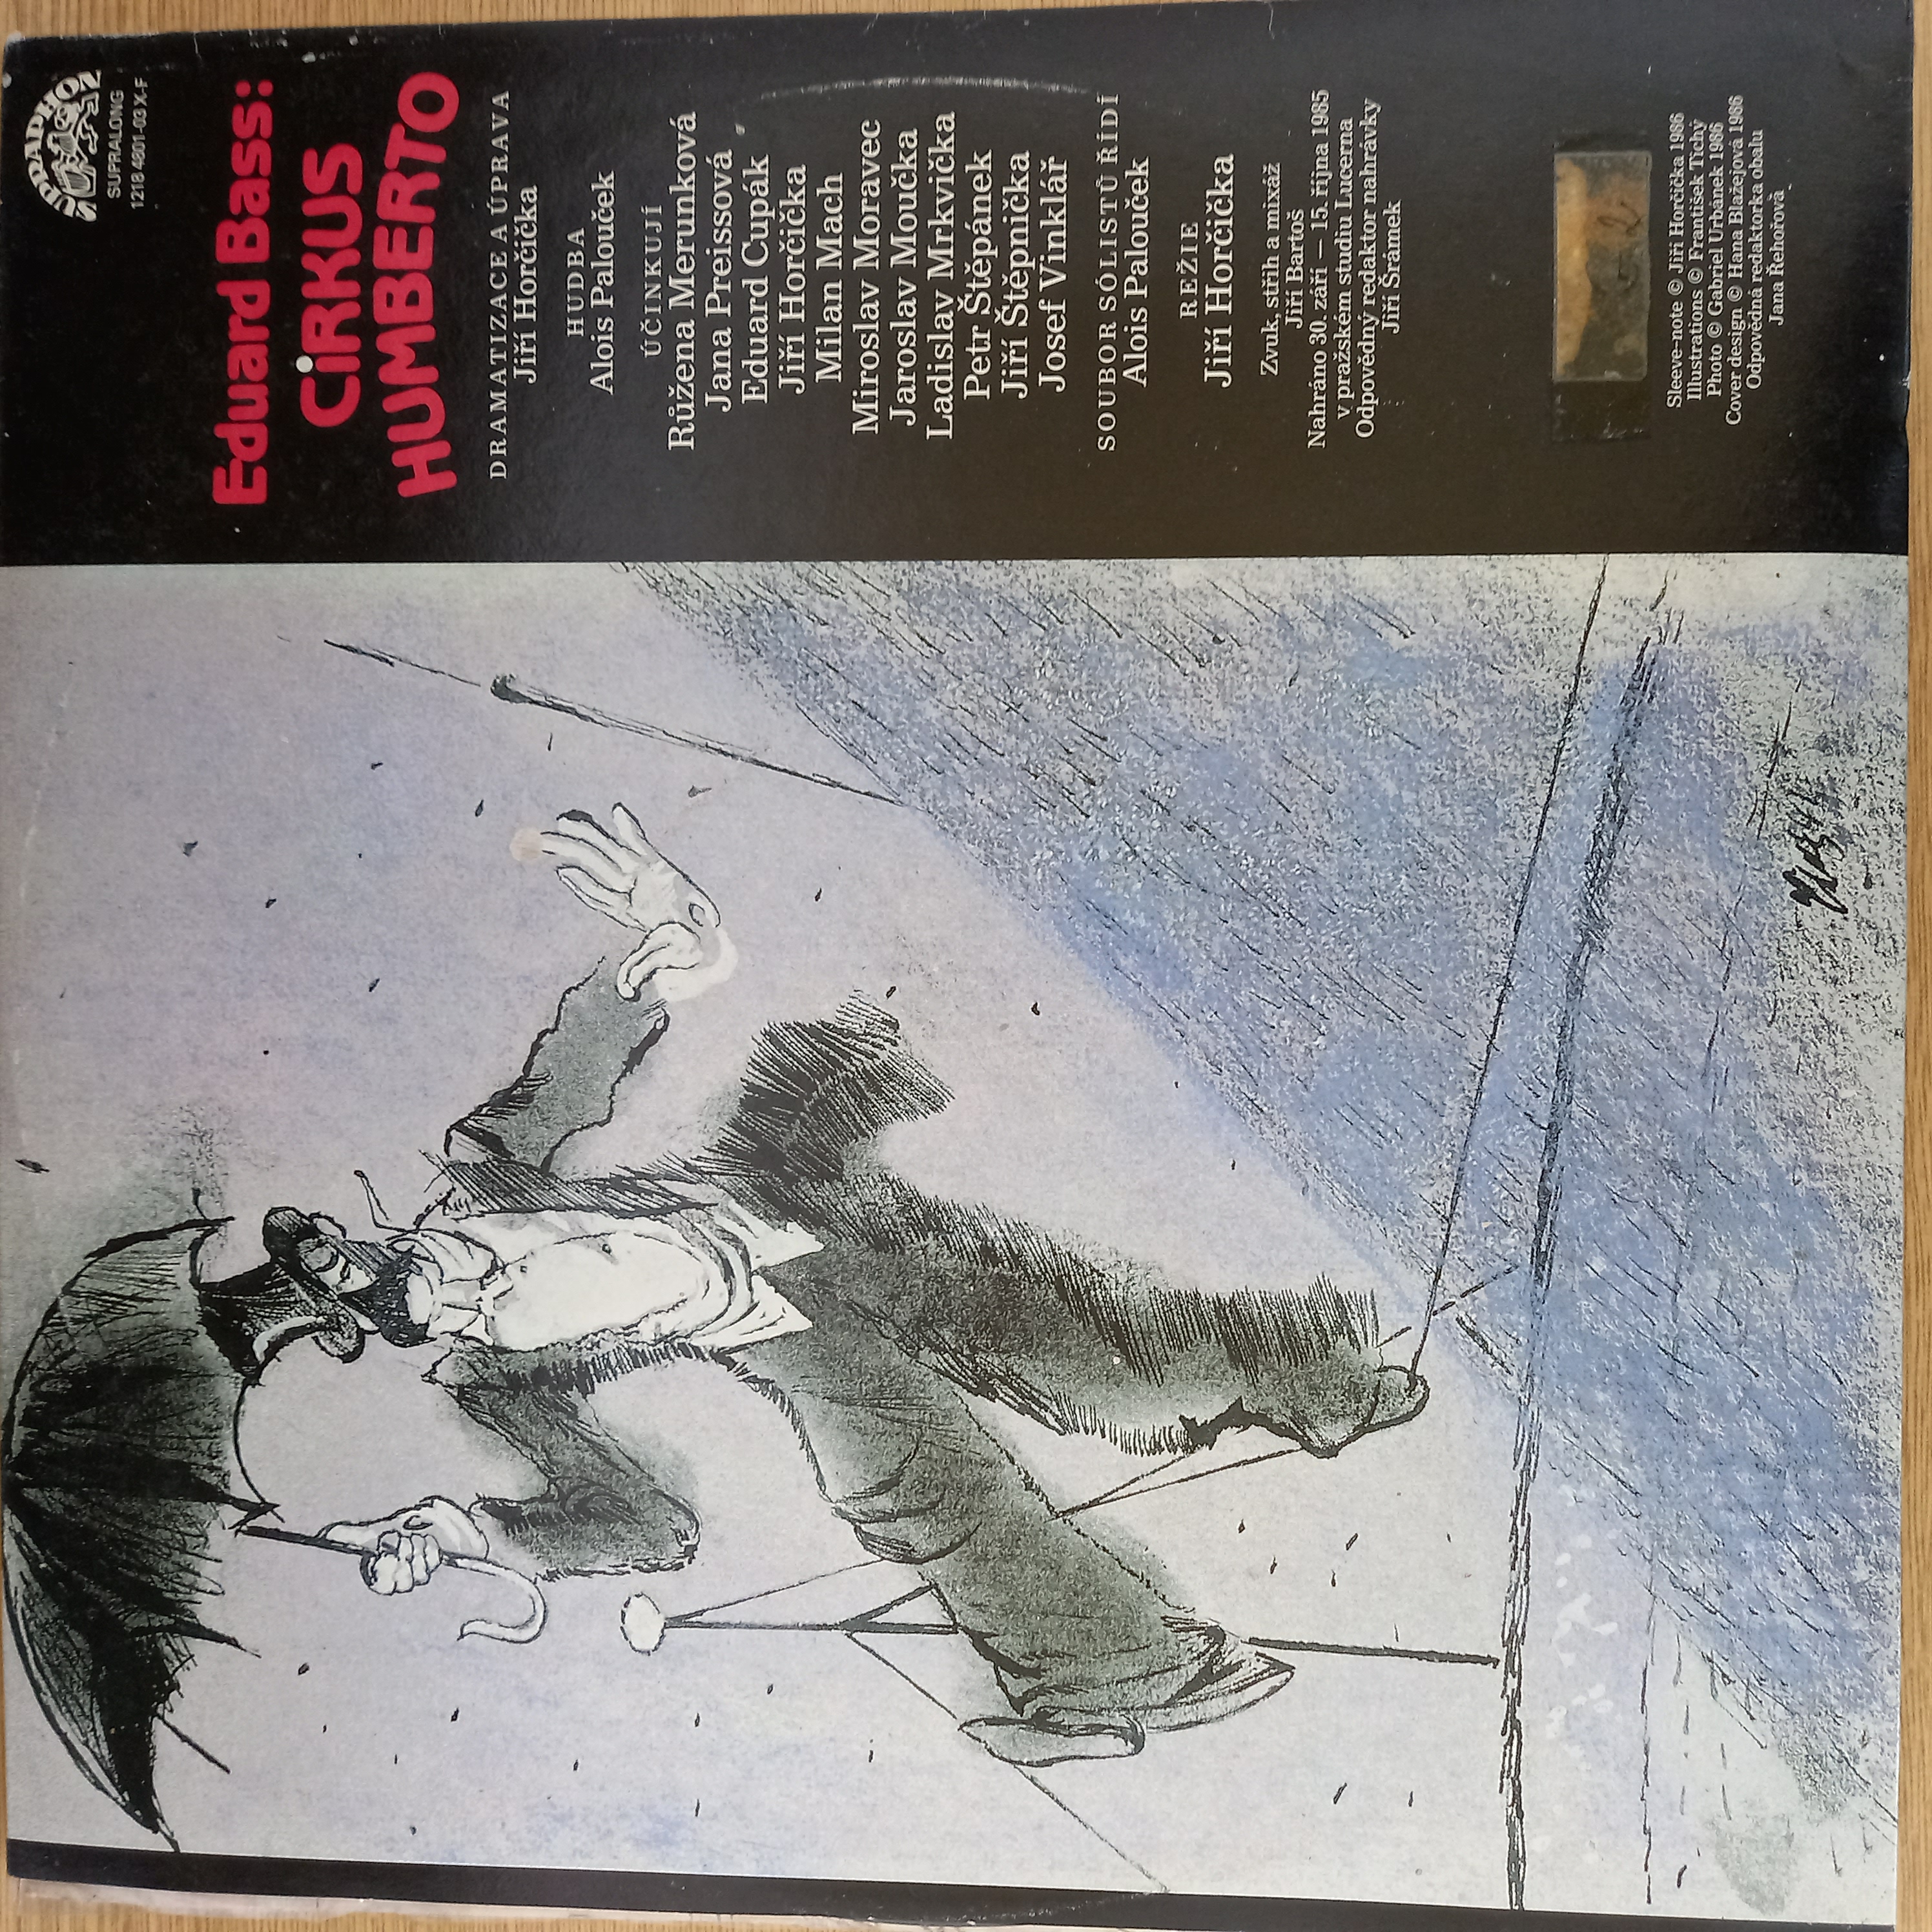 SUPRAPHON
SUPRALONG
1218 4001-03 X-F
Eduard Bass:
CiRKUS
HUMBERTO
DRAMATIZACE A ÚPRAVA
Jiří Horčička
HUDBA
Alois Palouček
ÚČINKUJÍ
Růžena Merunková
Jana Preissová
Eduard Cupák
Jiří Horčička
Milan Mach
Miroslav Moravec
Jaroslav Moučka
Ladislav Mrkvička
Petr Štěpánek
Jiří Štěpnička
Josef Vinklář
SOUBOR SÓLISTŮ ŘÍDÍ
Alois Palouček
REŽIE
Jiří Horčička
Zvuk, střih a mixáž
Jiří Bartoš
Nahráno 30. září — 15. října 1985
v pražském studiu Lucerna
Odpovědný redaktor nahrávky
Jiří Šrámek
Sleeve-note © Jiří Horčička 1986
Illustrations © František Tichý
Photo © Gabriel Urbánek 1986
Cover design © Hana Blažejová 1986
Odpovědná redaktorka obalu
Jana Řehořová